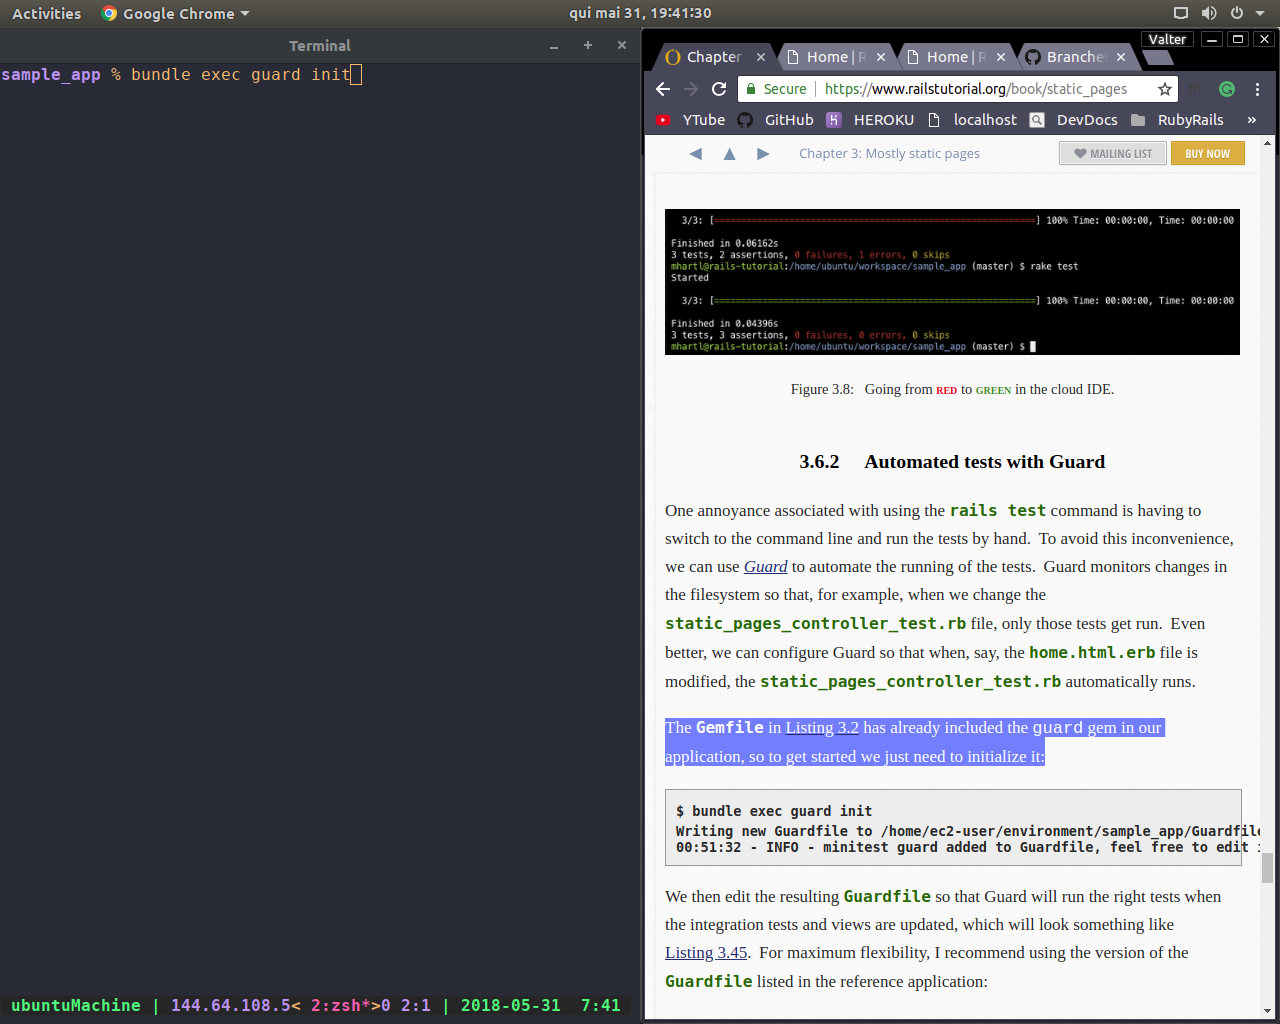 Activities Google Chrome qui mai 31, 19:41:30
Terminal
sample_app % bundle exec guard init
ubuntuMachine | 144.64.108.5< 2:zsh*>0 2:1 | 2018-05-31 7:41
Valter
Chapter Home | R Home | R Branche
Secure https://www.railstutorial.org/book/static_pages
YTube GitHub HEROKU localhost DevDocs RubyRails »
Chapter 3: Mostly static pages MAILING LIST BUY NOW
3/3: [=========================================================] 100% Time: 00:00:00, Time: 00:00:00
Finished in 0.06162s
3 tests, 2 assertions, 0 failures, 1 errors, 0 skips
mhartl@rails-tutorial:/home/ubuntu/workspace/sample_app (master) $ rake test
Started
3/3: [=========================================================] 100% Time: 00:00:00, Time: 00:00:00
Finished in 0.04396s
3 tests, 3 assertions, 0 failures, 0 errors, 0 skips
mhartl@rails-tutorial:/home/ubuntu/workspace/sample_app (master) $
Figure 3.8: Going from RED to GREEN in the cloud IDE.
3.6.2 Automated tests with Guard
One annoyance associated with using the rails test command is having to
switch to the command line and run the tests by hand. To avoid this inconvenience,
we can use Guard to automate the running of the tests. Guard monitors changes in
the filesystem so that, for example, when we change the
static_pages_controller_test.rb file, only those tests get run. Even
better, we can configure Guard so that when, say, the home.html.erb file is
modified, the static_pages_controller_test.rb automatically runs.
The Gemfile in Listing 3.2 has already included the guard gem in our
application, so to get started we just need to initialize it:
$ bundle exec guard init
Writing new Guardfile to /home/ec2-user/environment/sample_app/Guardfile
00:51:32 - INFO - minitest guard added to Guardfile, feel free to edit
We then edit the resulting Guardfile so that Guard will run the right tests when
the integration tests and views are updated, which will look something like
Listing 3.45. For maximum flexibility, I recommend using the version of the
Guardfile listed in the reference application: